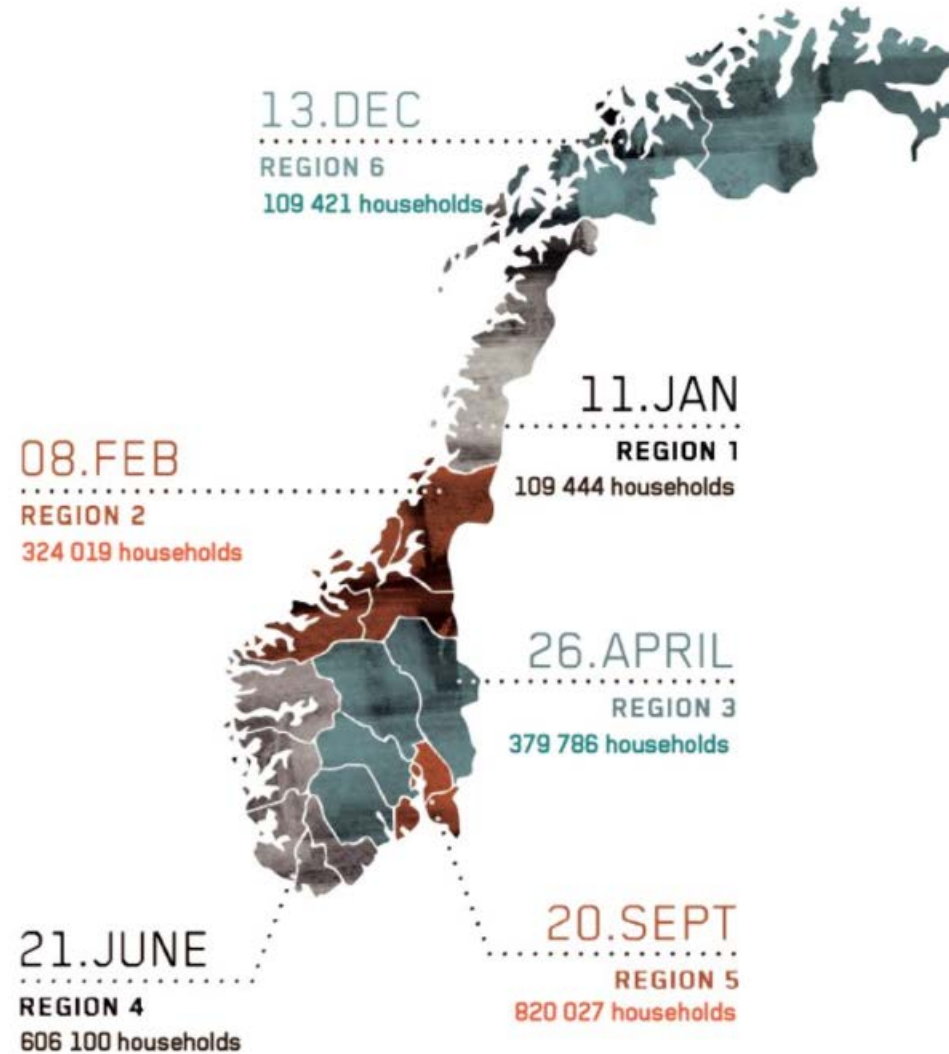 13.DEC
REGION 6
109 421 households
11.JAN
REGION 1
109 444 households
08.FEB
REGION 2
324 019 households
26.APRIL
REGION 3
379 786 households
21.JUNE
REGION 4
606 100 households
20.SEPT
REGION 5
820 027 households